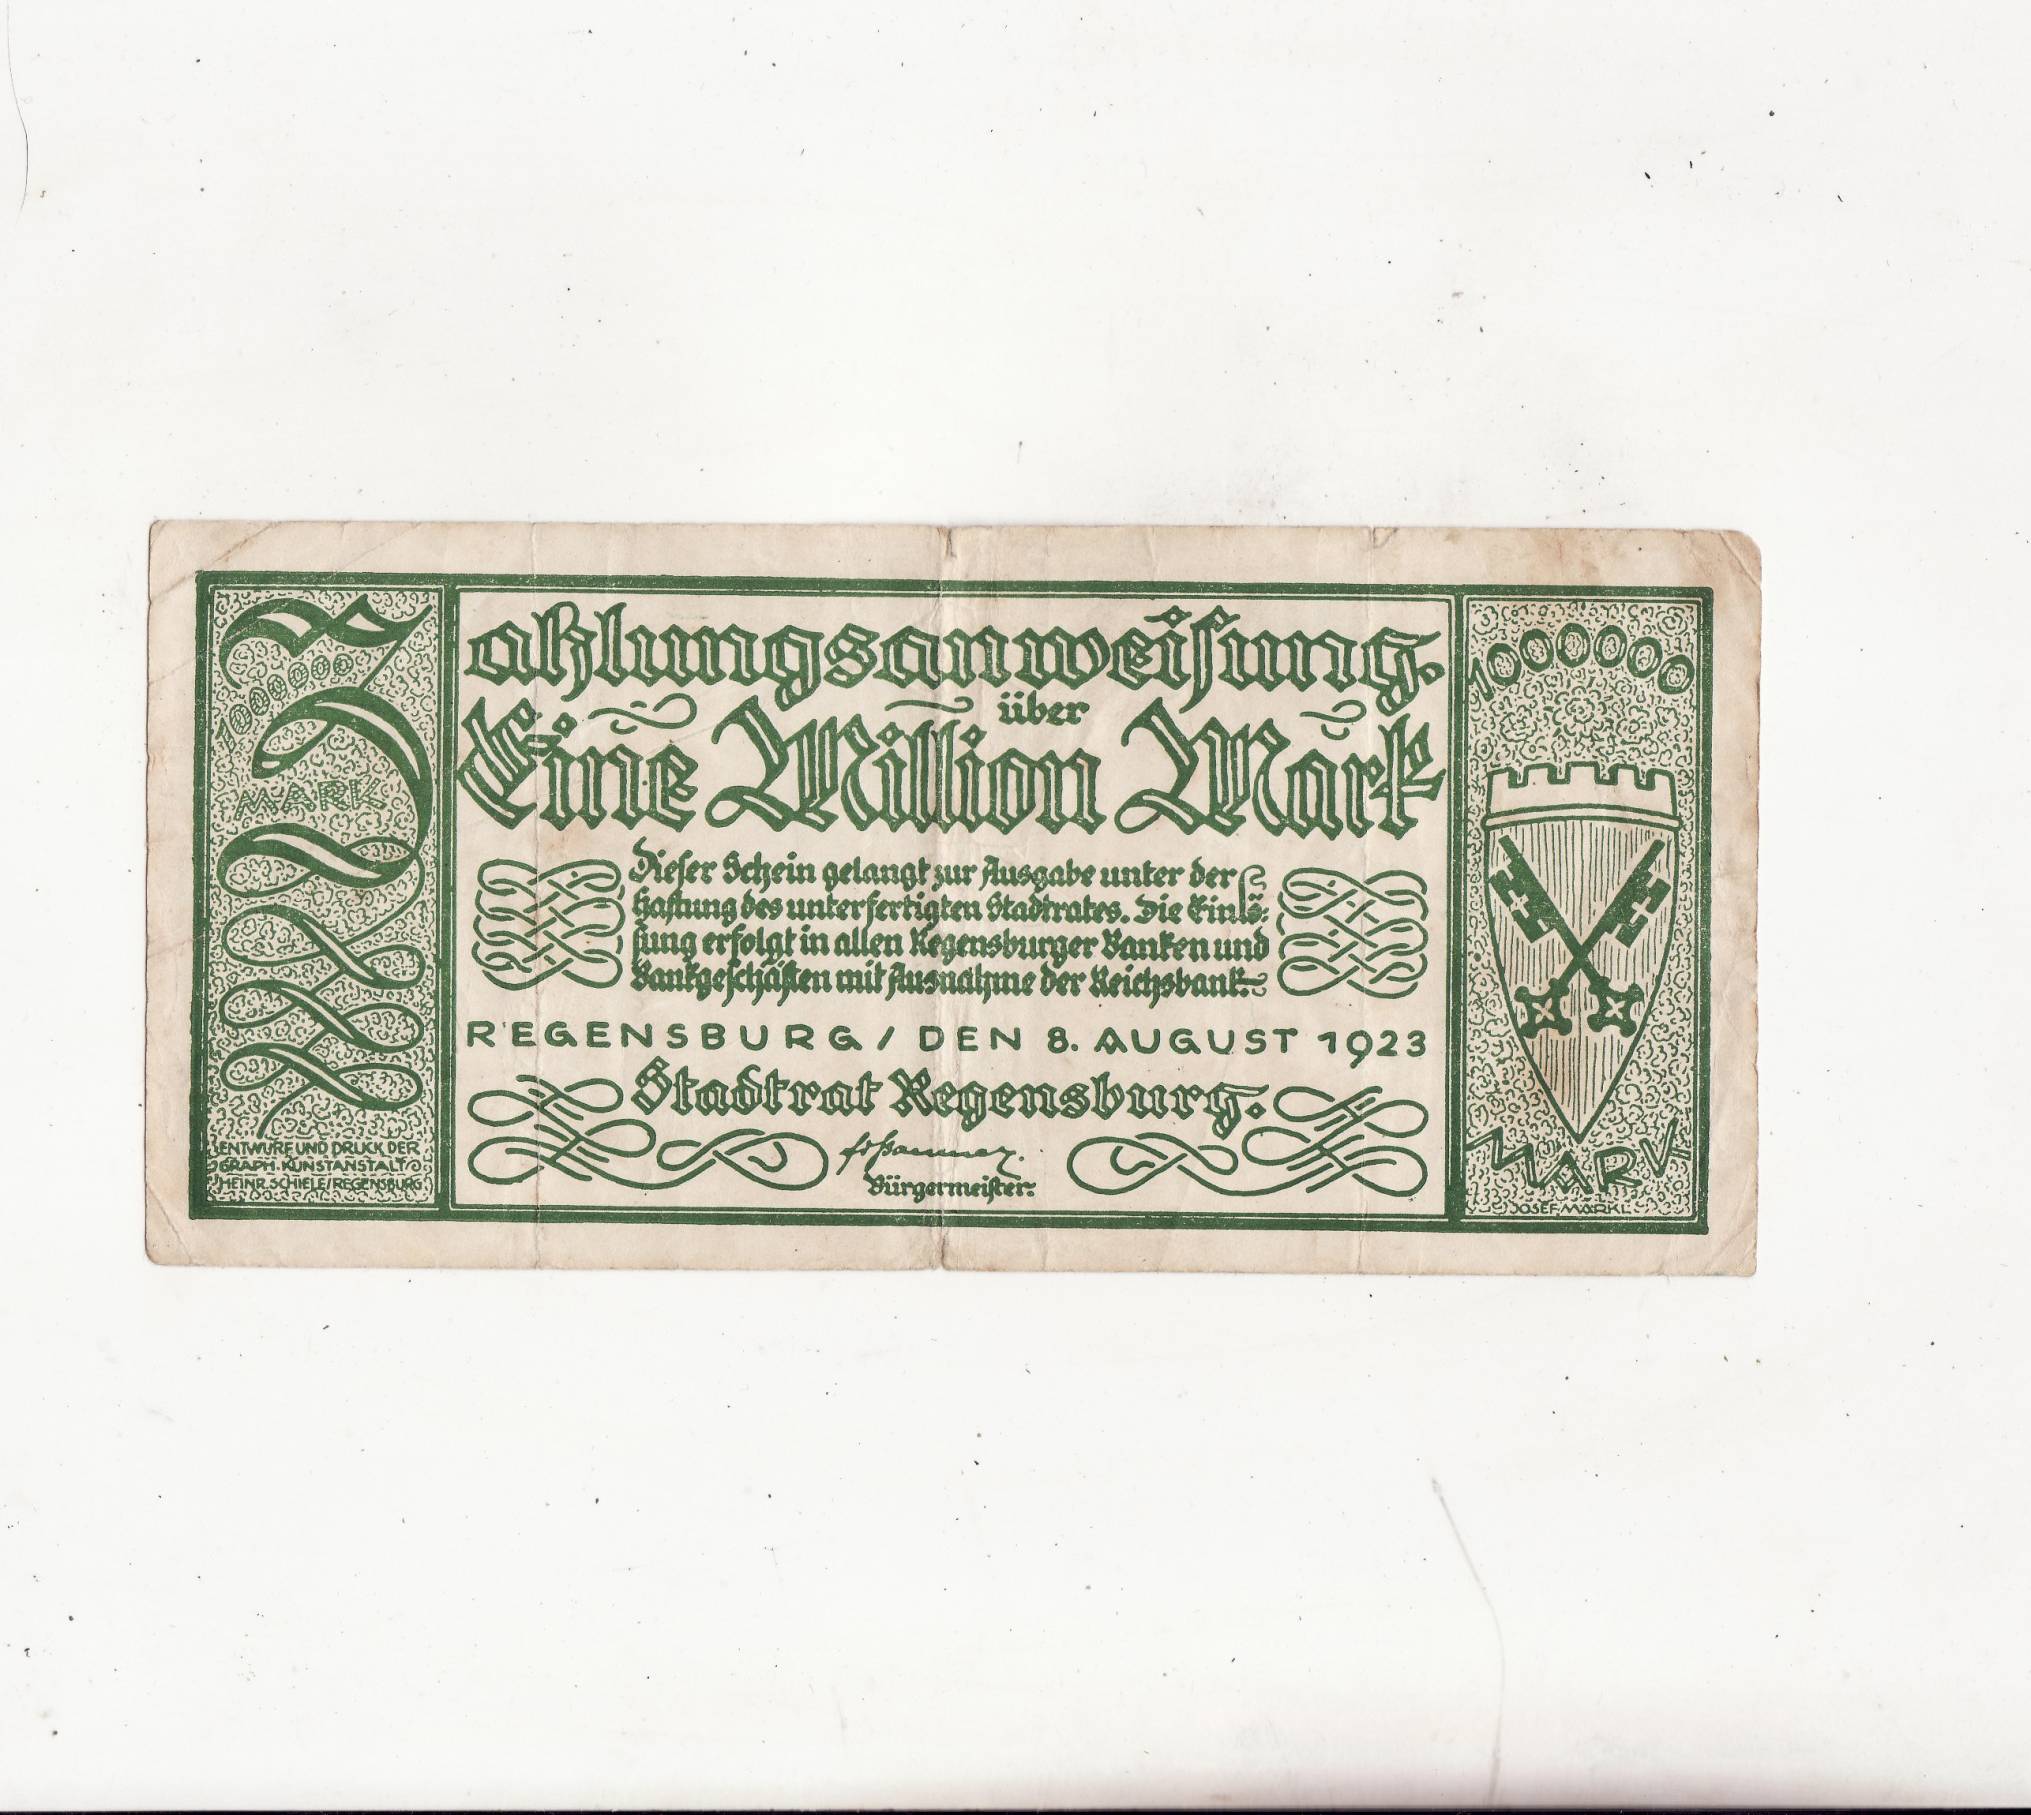 Zahlungsanweisung.
über
Eine Million Mark
Dieser Schein gelangt zur Ausgabe unter der
Haftung des unterfertigten Stadtrates. Die Einlö=
sung erfolgt in allen Regensburger Banken und
Bankgeschäften mit Ausnahme der Reichsbank.
REGENSBURG / DEN 8. AUGUST 1923
Stadtrat Regensburg.
Bürgermeister.
1000000
MARK
ENTWURF UND DRUCK DER
GRAPH. KUNSTANSTALT
HEINR. SCHIELE/REGENSBURG
1000000
MARK
JOSEF MÄRKL